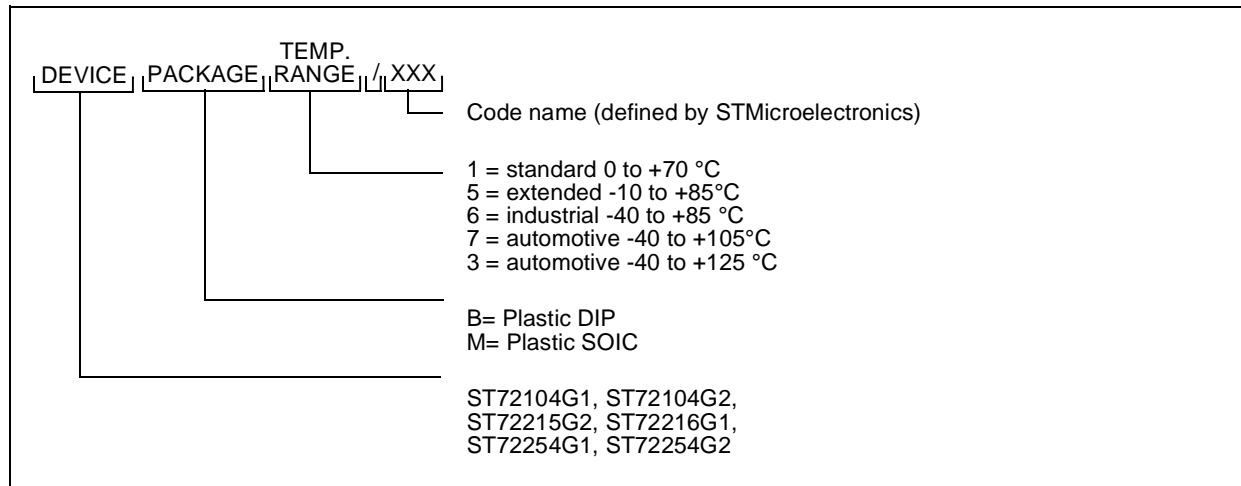 TEMP.
DEVICE PACKAGE RANGE / XXX
Code name (defined by STMicroelectronics)
1 = standard 0 to +70 °C
5 = extended -10 to +85°C
6 = industrial -40 to +85 °C
7 = automotive -40 to +105°C
3 = automotive -40 to +125 °C
B= Plastic DIP
M= Plastic SOIC
ST72104G1, ST72104G2,
ST72215G2, ST72216G1,
ST72254G1, ST72254G2